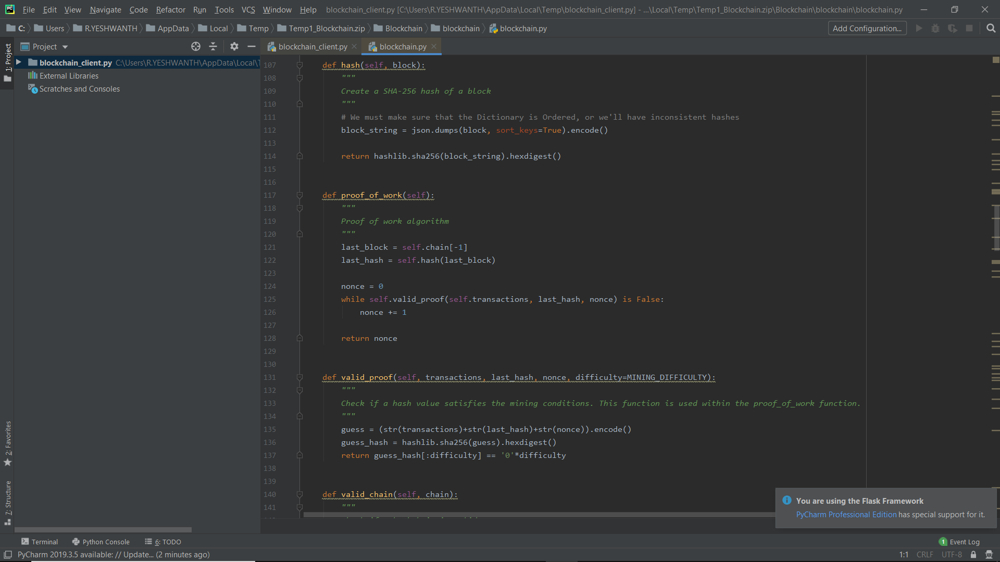 File Edit View Navigate Code Refactor Run Tools VCS Window Help blockchain_client.py [C:\Users\R.YESHWANTH\AppData\Local\Temp\blockchain_client.py] - ...\Local\Temp\Temp1_Blockchain.zip\Blockchain\blockchain\blockchain.py
C: Users R.YESHWANTH AppData Local Temp Temp1_Blockchain.zip Blockchain blockchain blockchain.py Add Configuration...
1: Project
Project
blockchain_client.py C:\Users\R.YESHWANTH\AppData\Local\
External Libraries
Scratches and Consoles
2: Favorites
7: Structure
blockchain_client.py blockchain.py
107 def hash(self, block):
108 """
109 Create a SHA-256 hash of a block
110 """
111 # We must make sure that the Dictionary is Ordered, or we'll have inconsistent hashes
112 block_string = json.dumps(block, sort_keys=True).encode()
113
114 return hashlib.sha256(block_string).hexdigest()
115
116
117 def proof_of_work(self):
118 """
119 Proof of work algorithm
120 """
121 last_block = self.chain[-1]
122 last_hash = self.hash(last_block)
123
124 nonce = 0
125 while self.valid_proof(self.transactions, last_hash, nonce) is False:
126 nonce += 1
127
128 return nonce
129
130
131 def valid_proof(self, transactions, last_hash, nonce, difficulty=MINING_DIFFICULTY):
132 """
133 Check if a hash value satisfies the mining conditions. This function is used within the proof_of_work function.
134 """
135 guess = (str(transactions)+str(last_hash)+str(nonce)).encode()
136 guess_hash = hashlib.sha256(guess).hexdigest()
137 return guess_hash[:difficulty] == '0'*difficulty
138
139
140 def valid_chain(self, chain):
141 """
You are using the Flask Framework
PyCharm Professional Edition has special support for it.
Terminal Python Console 6: TODO 1 Event Log
PyCharm 2019.3.5 available: // Update... (2 minutes ago) 1:1 CRLF UTF-8